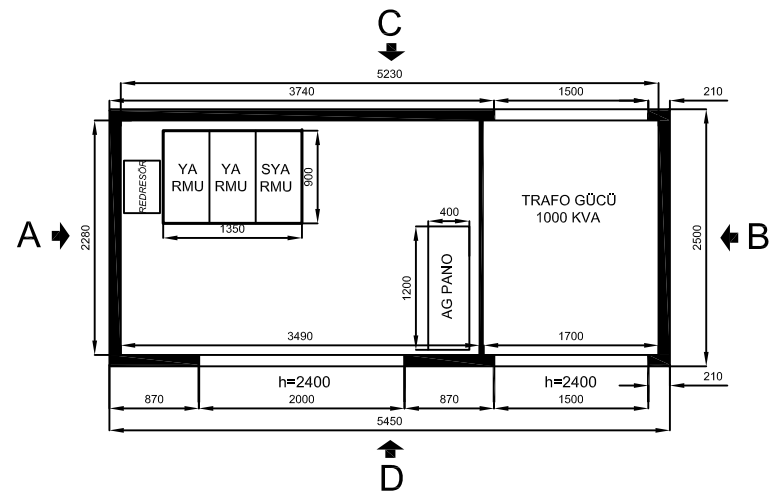 C
5230
3740
1500
210
REDRESÖR
YA
RMU
YA
RMU
SYA
RMU
900
1350
TRAFO GÜCÜ
1000 KVA
400
AG PANO
1200
A
2280
2500
B
3490
1700
h=2400
h=2400
210
870
2000
870
1500
5450
D